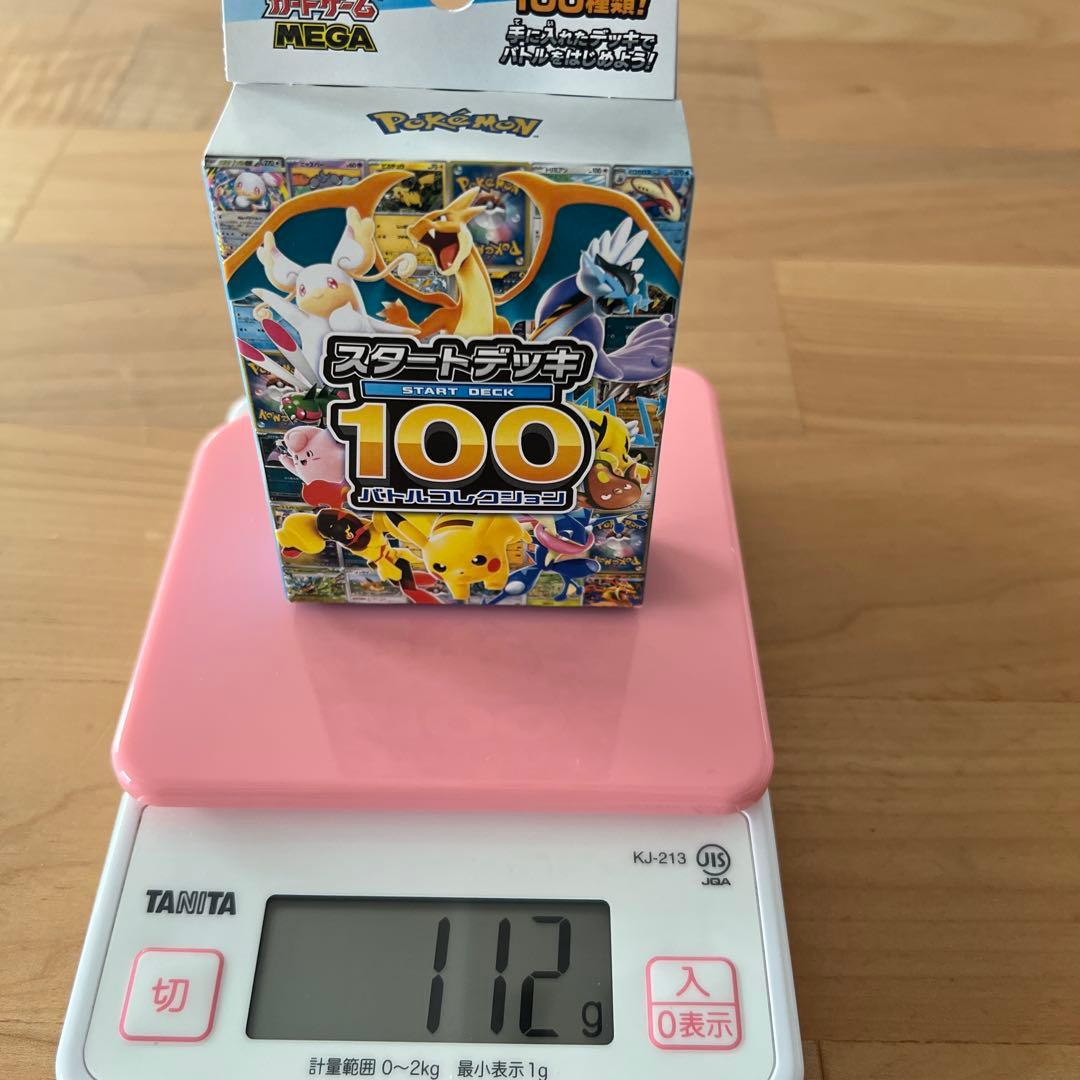 カードゲーム
MEGA
100種類!
手に入れたデッキで
バトルをはじめよう!
POKÉMON
スタートデッキ
START DECK
100
バトルコレクション
KJ-213
JIS
JQA
TANITA
切
112g
入
0表示
計量範囲 0〜2kg 最小表示1g